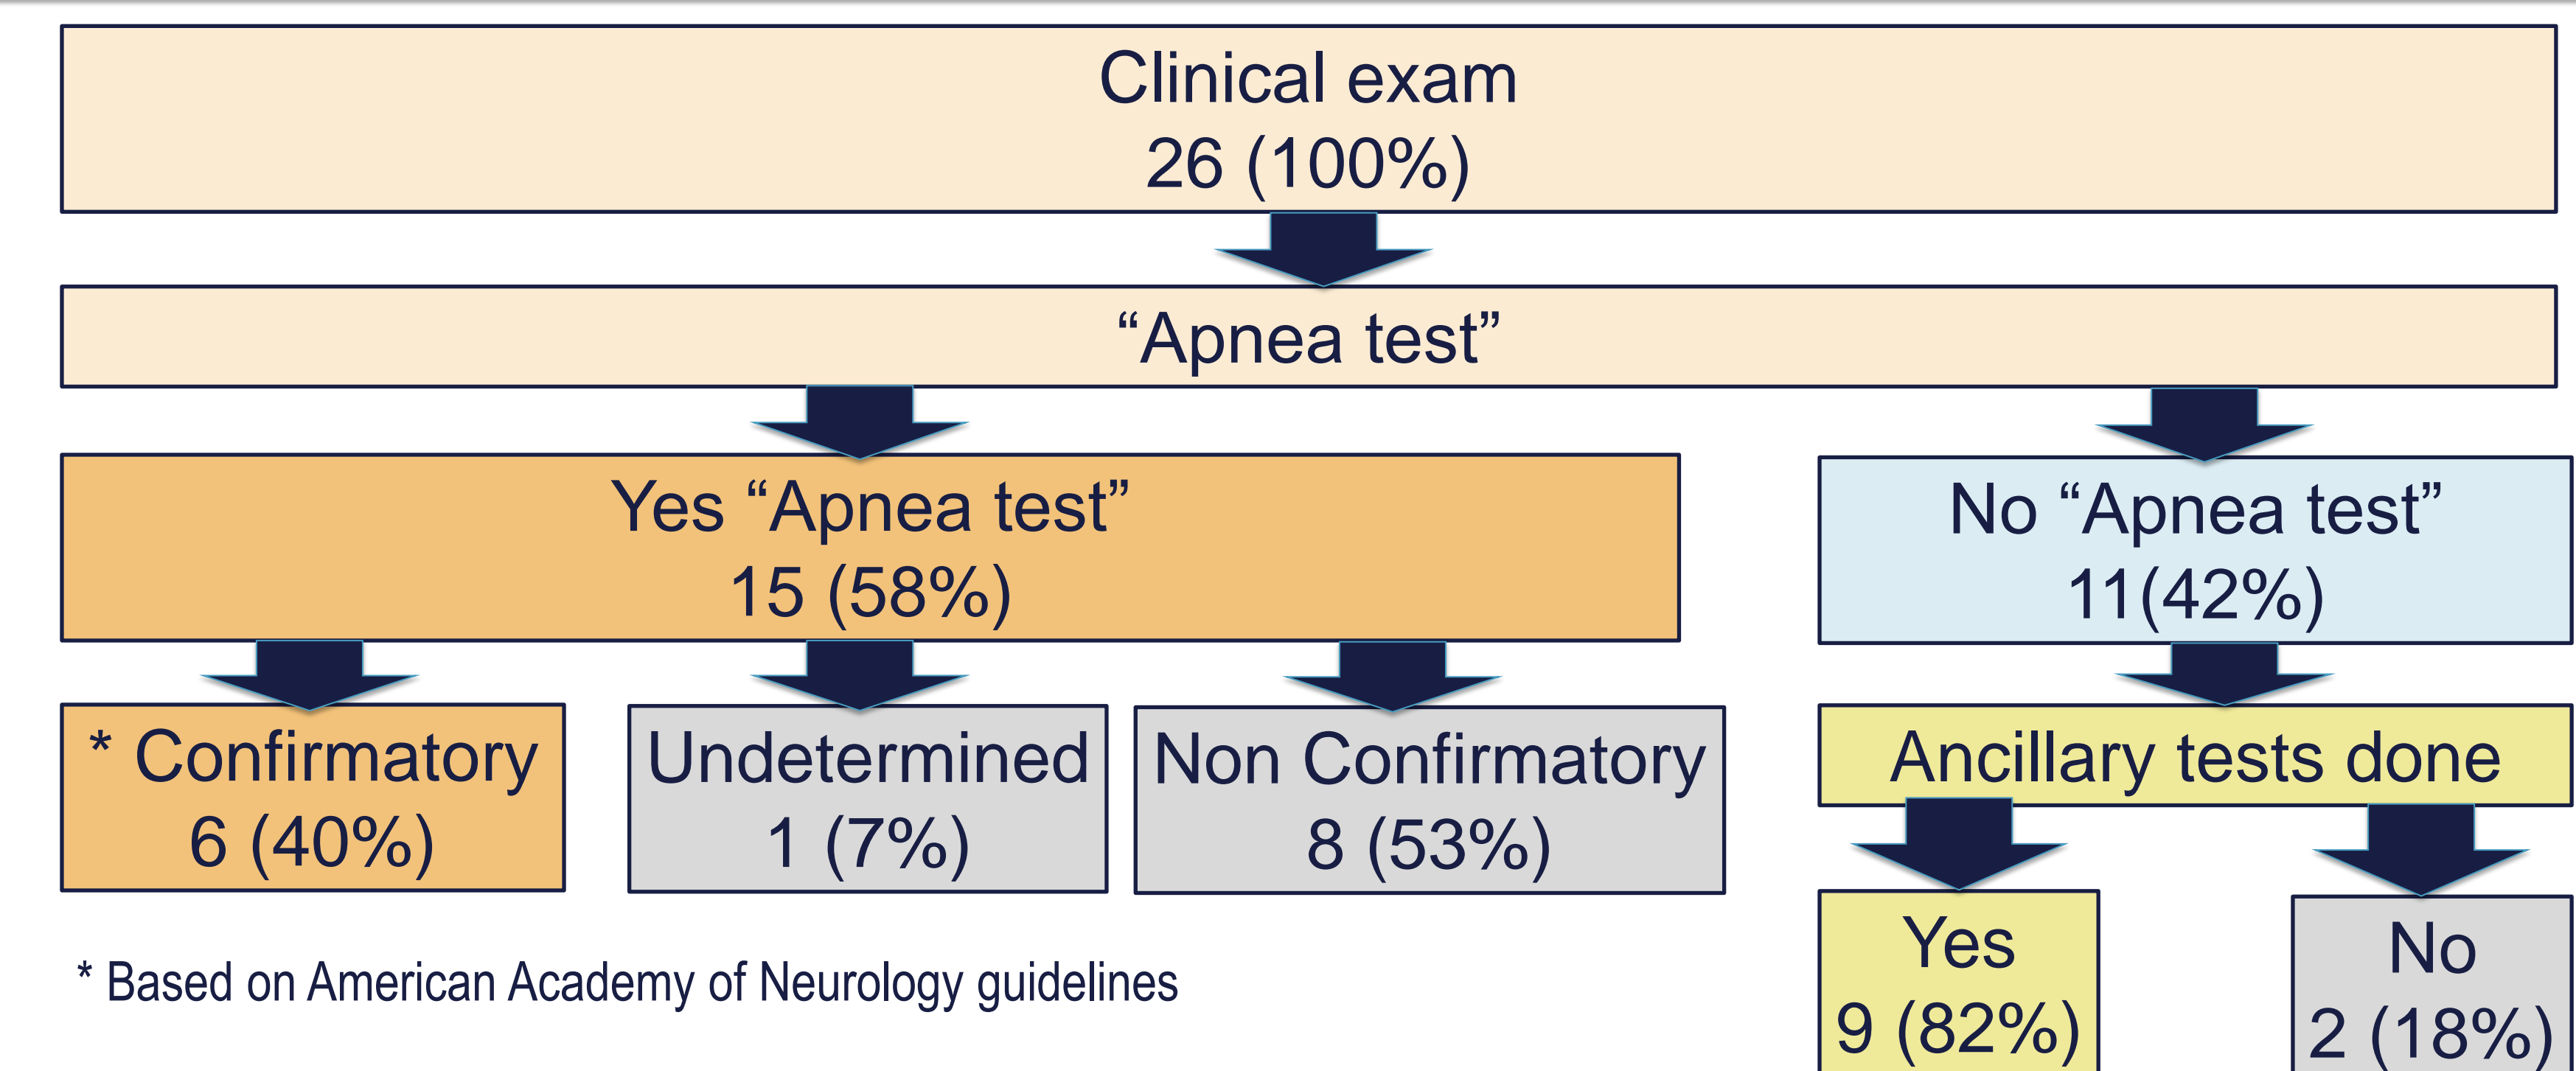 Clinical exam
26 (100%)
“Apnea test”
Yes “Apnea test”
15 (58%)
No “Apnea test”
11(42%)
* Confirmatory
6 (40%)
Undetermined
1 (7%)
Non Confirmatory
8 (53%)
Ancillary tests done
Yes
9 (82%)
No
2 (18%)
* Based on American Academy of Neurology guidelines